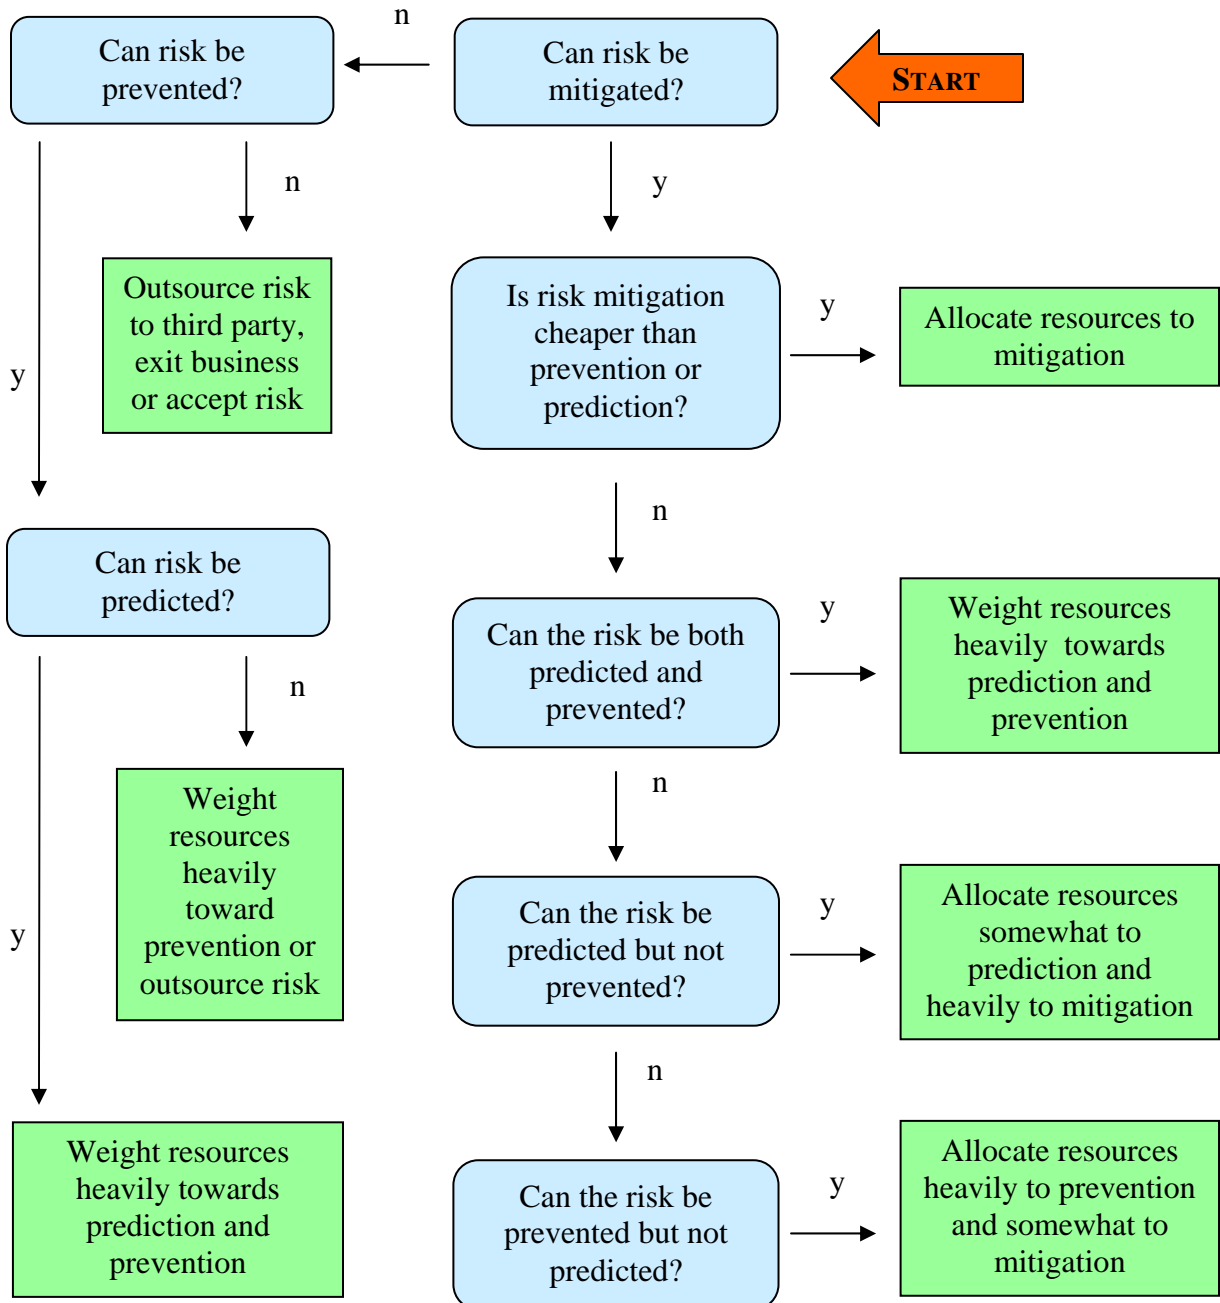 n
Can risk be
prevented?
Can risk be
mitigated?
START
n
y
Outsource risk
to third party,
exit business
or accept risk
Is risk mitigation
cheaper than
prevention or
prediction?
y
Allocate resources to
mitigation
y
n
Can risk be
predicted?
Can the risk be both
predicted and
prevented?
y
Weight resources
heavily towards
prediction and
prevention
n
n
Weight
resources
heavily
toward
prevention or
outsource risk
y
Can the risk be
predicted but not
prevented?
y
Allocate resources
somewhat to
prediction and
heavily to mitigation
n
Weight resources
heavily towards
prediction and
prevention
Can the risk be
prevented but not
predicted?
y
Allocate resources
heavily to prevention
and somewhat to
mitigation